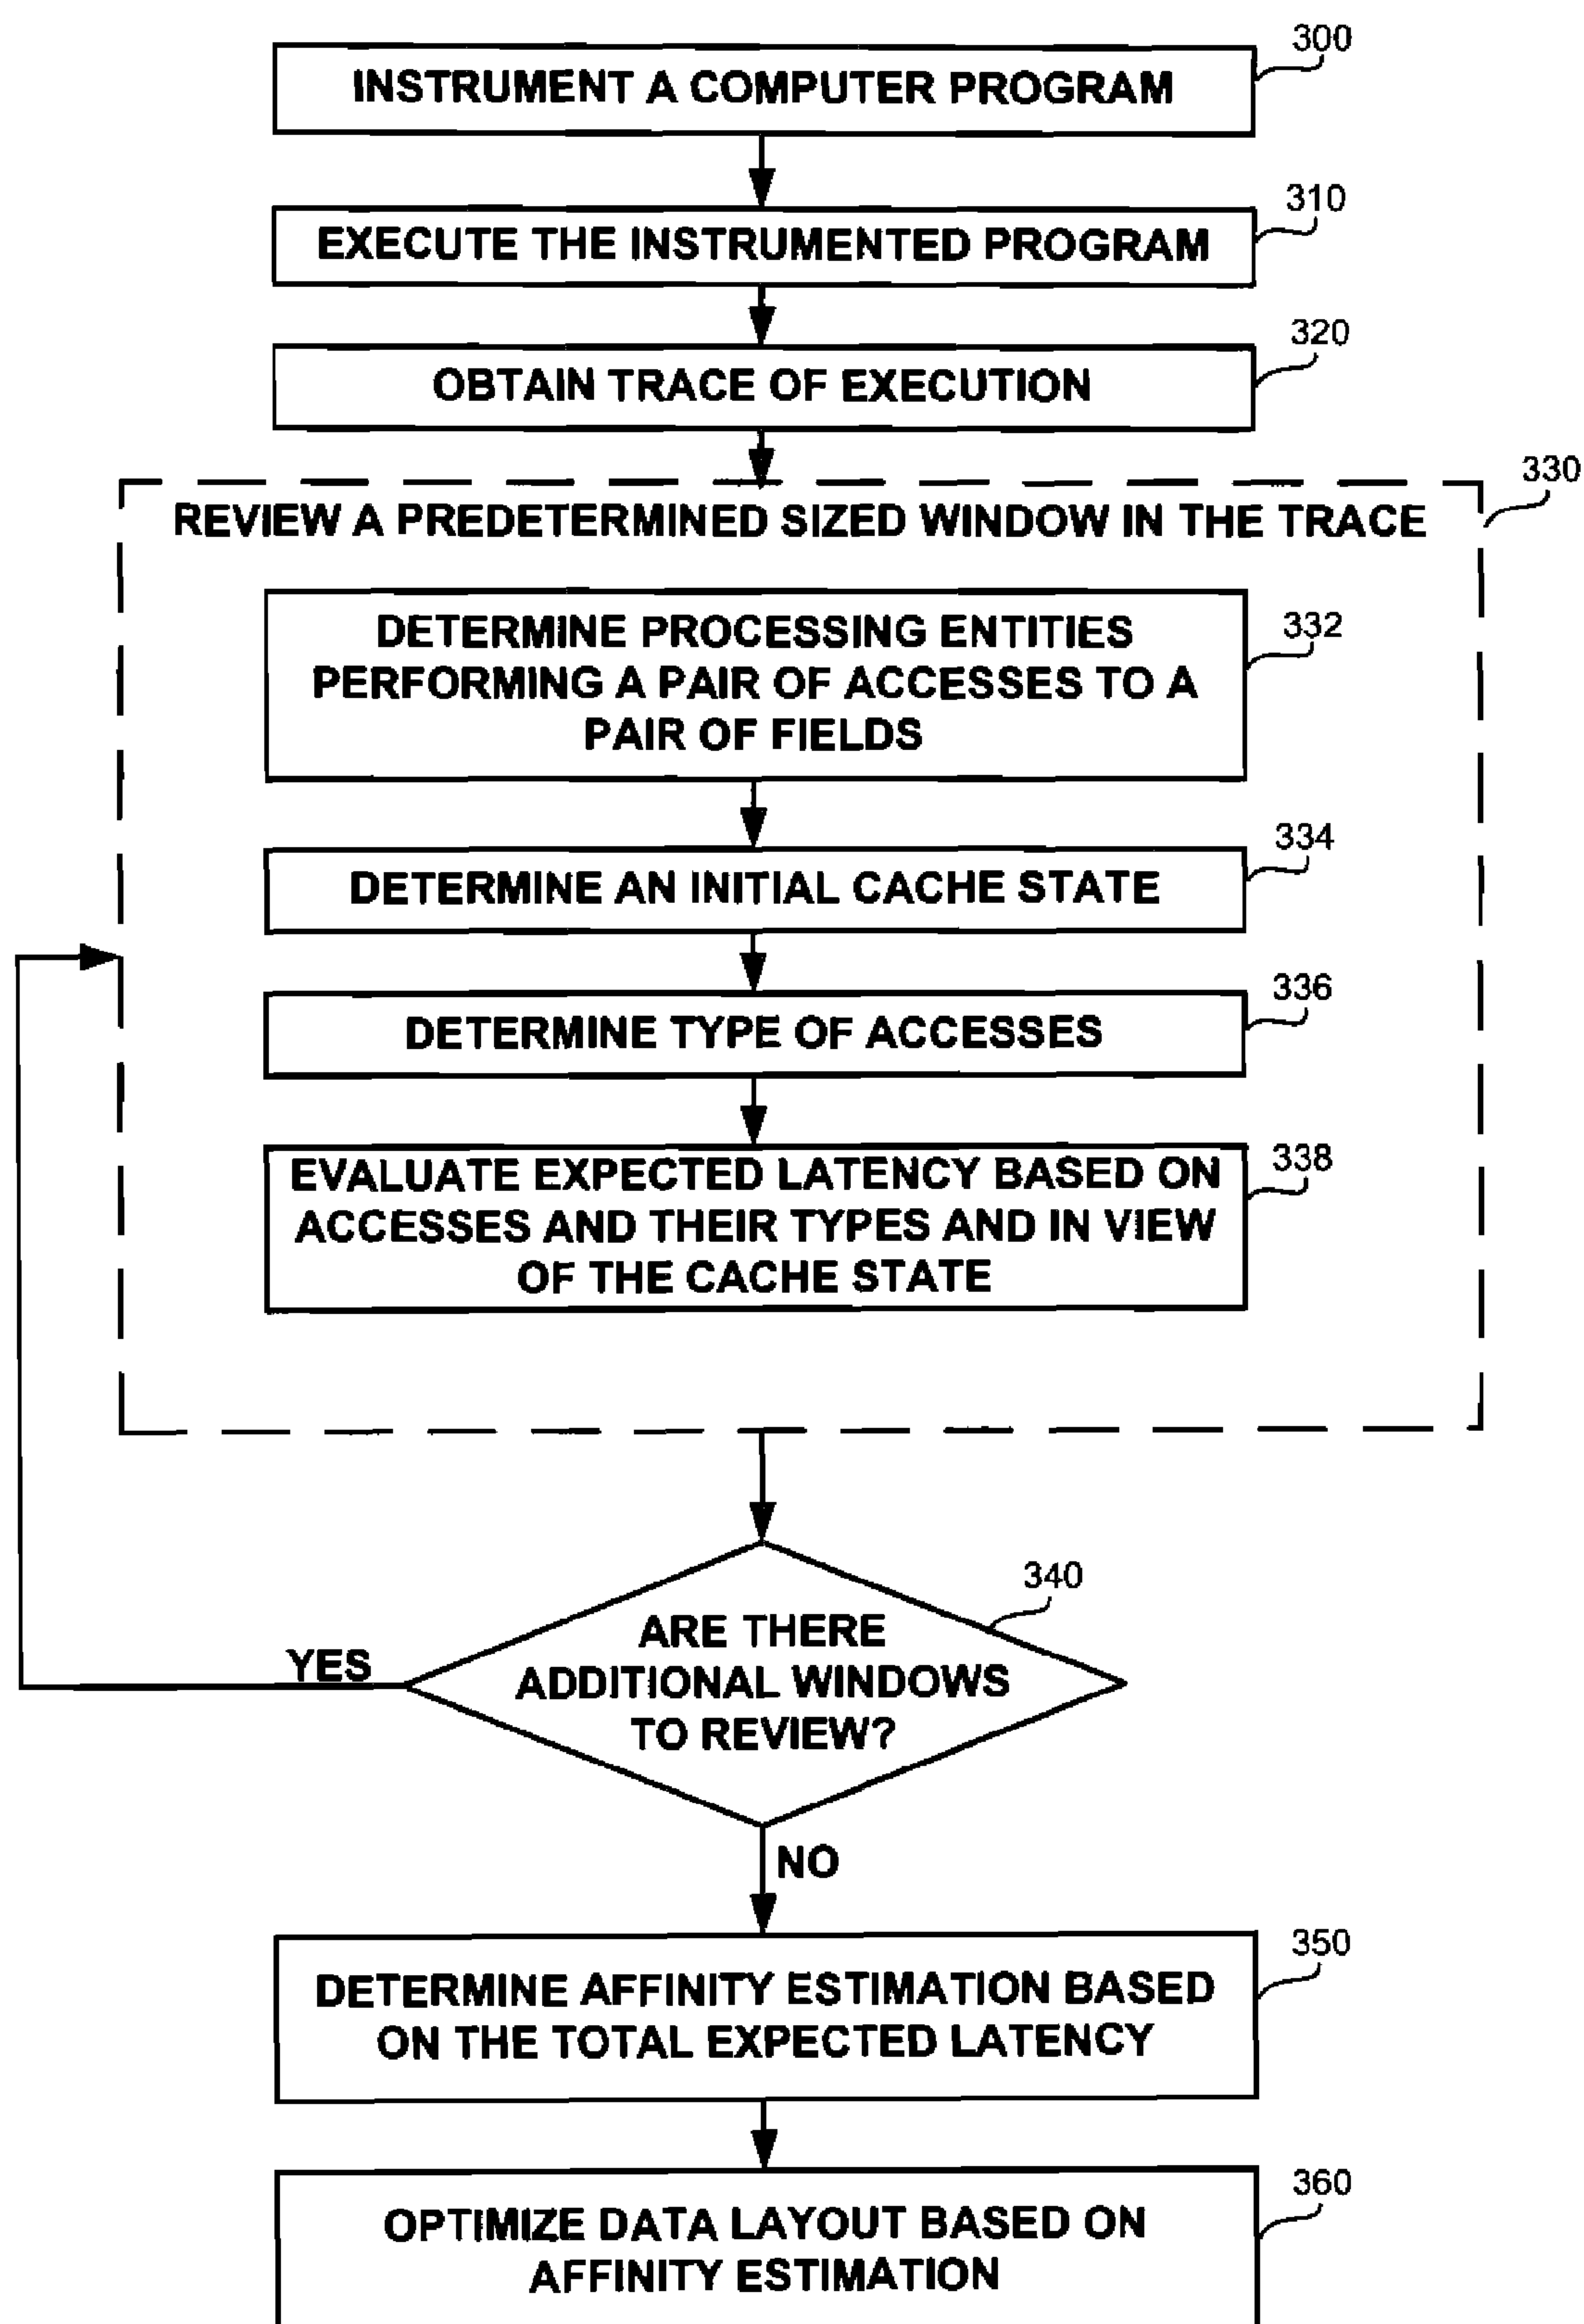 300
INSTRUMENT A COMPUTER PROGRAM
310
EXECUTE THE INSTRUMENTED PROGRAM
320
OBTAIN TRACE OF EXECUTION
330
REVIEW A PREDETERMINED SIZED WINDOW IN THE TRACE
332
DETERMINE PROCESSING ENTITIES
PERFORMING A PAIR OF ACCESSES TO A
PAIR OF FIELDS
334
DETERMINE AN INITIAL CACHE STATE
336
DETERMINE TYPE OF ACCESSES
338
EVALUATE EXPECTED LATENCY BASED ON
ACCESSES AND THEIR TYPES AND IN VIEW
OF THE CACHE STATE
340
ARE THERE
ADDITIONAL WINDOWS
TO REVIEW?
YES
NO
350
DETERMINE AFFINITY ESTIMATION BASED
ON THE TOTAL EXPECTED LATENCY
360
OPTIMIZE DATA LAYOUT BASED ON
AFFINITY ESTIMATION